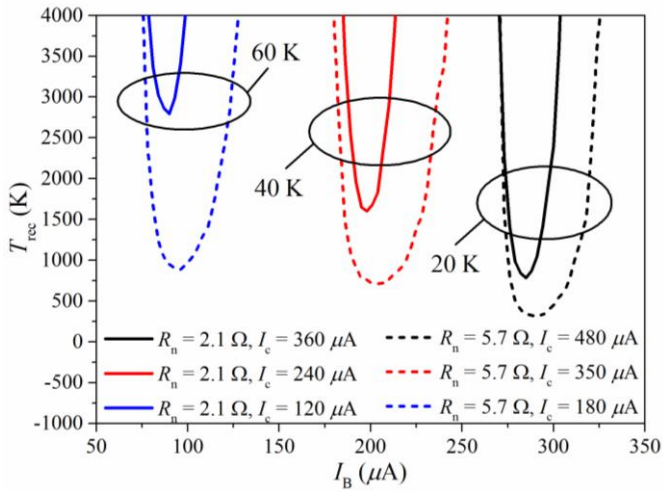 4000
3500
3000
2500
2000
1500
1000
500
0
-500
-1000
T_rec (K)
60 K
40 K
20 K
R_n = 2.1 Ω, I_c = 360 μA
R_n = 5.7 Ω, I_c = 480 μA
R_n = 2.1 Ω, I_c = 240 μA
R_n = 5.7 Ω, I_c = 350 μA
R_n = 2.1 Ω, I_c = 120 μA
R_n = 5.7 Ω, I_c = 180 μA
50 100 150 200 250 300 350
I_B (μA)